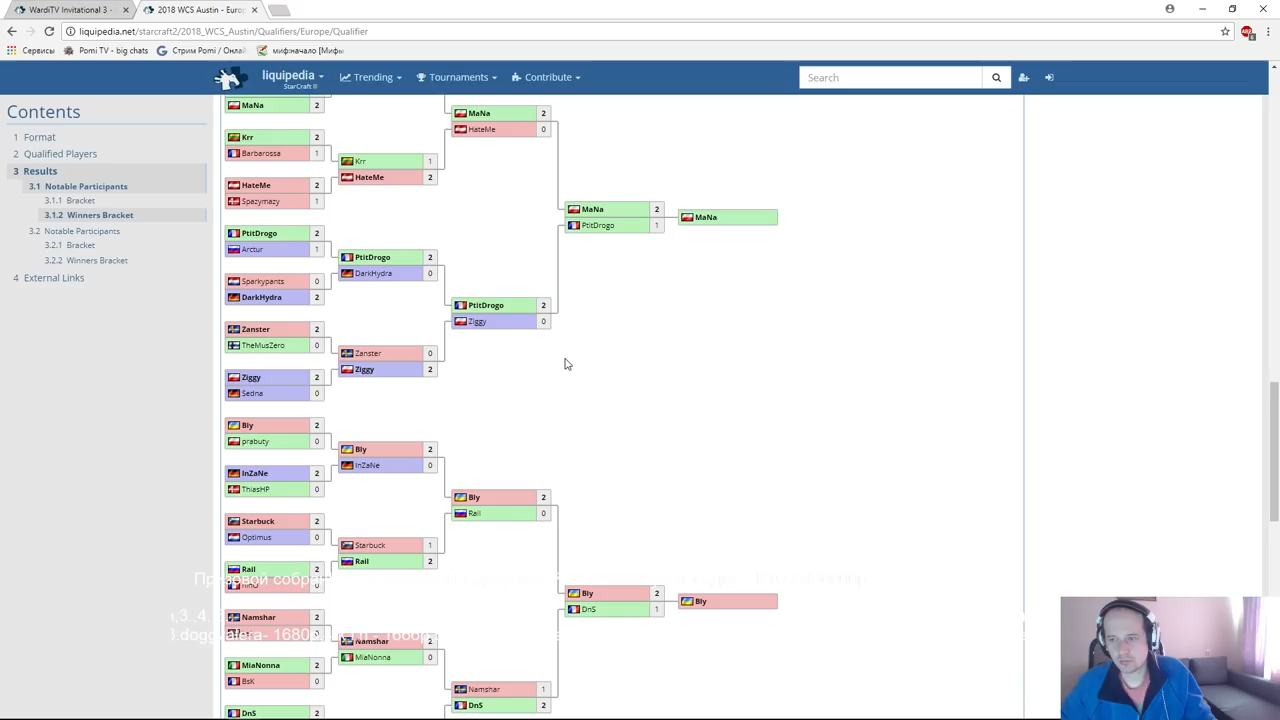 WardiTV Invitational 3 -
2018 WCS Austin - Euro
liquipedia.net/starcraft2/2018_WCS_Austin/Qualifiers/Europe/Qualifier
Сервисы
Pomi TV - big chats
Стрим Pomi / Онлай
мифғнало [Мифы
liquipedia
StarCraft II
Trending
Tournaments
Contribute
Search
Contents
1 Format
2 Qualified Players
3 Results
3.1 Notable Participants
3.1.1 Bracket
3.1.2 Winners Bracket
3.2 Notable Participants
3.2.1 Bracket
3.2.2 Winners Bracket
4 External Links
MaNa 2
Krr 2
Barbarossa 1
HateMe 2
Spazymazy 1
PtitDrogo 2
Arctur 1
Sparkypants 0
DarkHydra 2
Zanster 2
TheMusZero 0
Ziggy 2
Sedna 0
Bly 2
prabuty 0
InZaNe 2
ThiasHP 0
Starbuck 2
Optimus 0
Rail 2
0
Namshar 2
0
MiaNonna 2
BsK 0
DnS 2
Krr 1
HateMe 2
PtitDrogo 2
DarkHydra 0
Zanster 0
Ziggy 2
Bly 2
InZaNe 0
Starbuck 1
Rail 2
Namshar 2
MiaNonna 0
MaNa 2
HateMe 0
PtitDrogo 2
Ziggy 0
Bly 2
Rail 0
Namshar 1
DnS 2
MaNa 2
PtitDrogo 1
Bly 2
DnS 1
MaNa
Bly